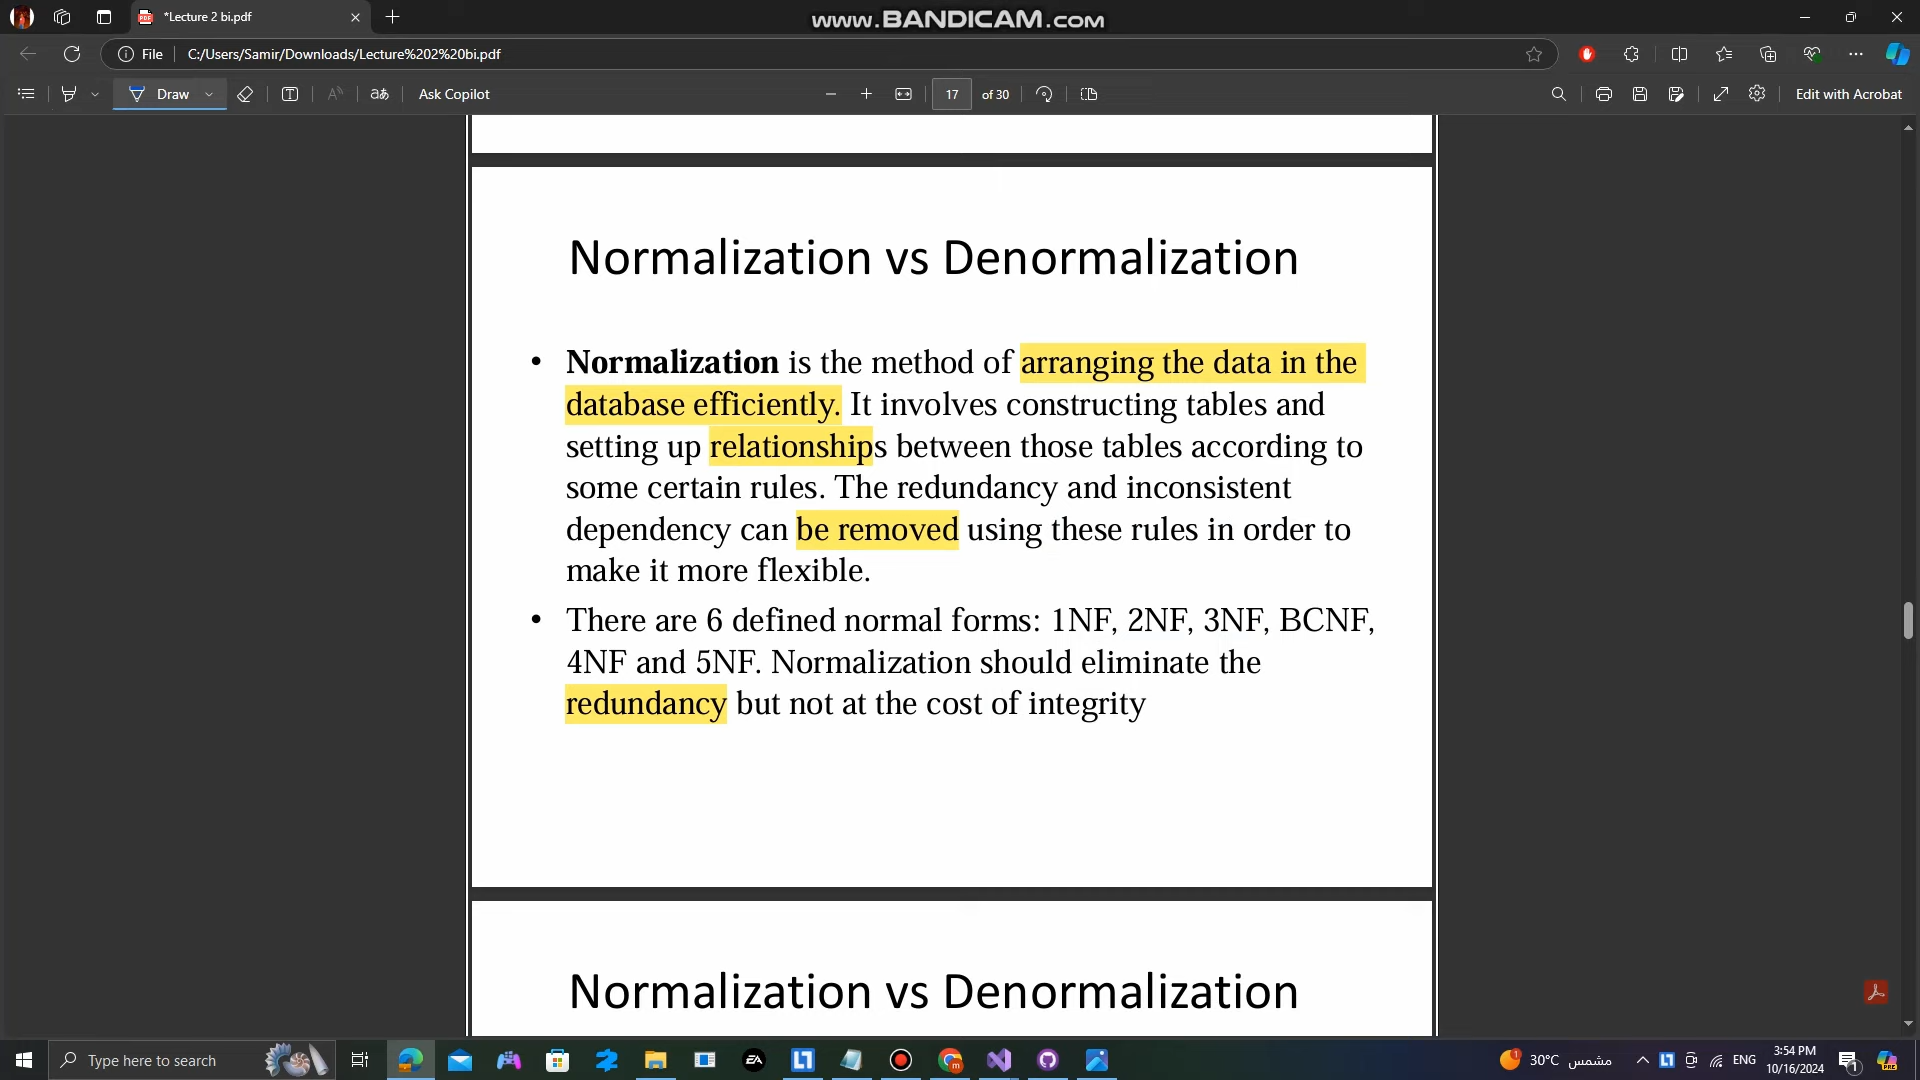 *Lecture 2 bi.pdf
www.BANDICAM.com
File
C:/Users/Samir/Downloads/Lecture%202%20bi.pdf
Draw
aあ
Ask Copilot
17
of 30
Edit with Acrobat
Normalization vs Denormalization
• Normalization is the method of arranging the data in the
database efficiently. It involves constructing tables and
setting up relationships between those tables according to
some certain rules. The redundancy and inconsistent
dependency can be removed using these rules in order to
make it more flexible.
• There are 6 defined normal forms: 1NF, 2NF, 3NF, BCNF,
4NF and 5NF. Normalization should eliminate the
redundancy but not at the cost of integrity
Normalization vs Denormalization
Type here to search
EA
30°C مشمس
ENG
3:54 PM
10/16/2024
1